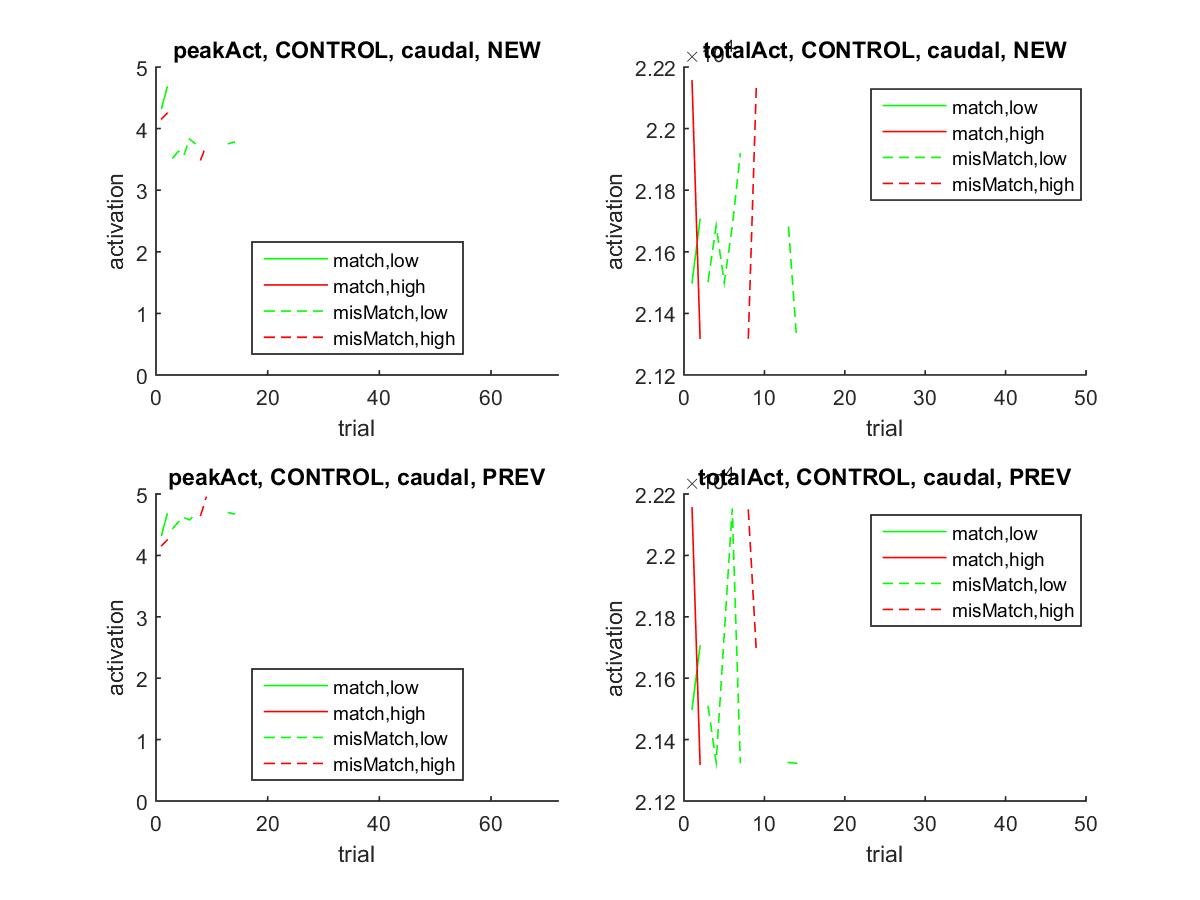 peakAct, CONTROL, caudal, NEW
5
4
3
2
1
0
activation
match,low
match,high
misMatch,low
misMatch,high
0 20 40 60
trial
totalAct, CONTROL, caudal, NEW
× 10^4
2.22
2.2
2.18
2.16
2.14
2.12
activation
match,low
match,high
misMatch,low
misMatch,high
0 10 20 30 40 50
trial
peakAct, CONTROL, caudal, PREV
5
4
3
2
1
0
activation
match,low
match,high
misMatch,low
misMatch,high
0 20 40 60
trial
totalAct, CONTROL, caudal, PREV
× 10^4
2.22
2.2
2.18
2.16
2.14
2.12
activation
match,low
match,high
misMatch,low
misMatch,high
0 10 20 30 40 50
trial